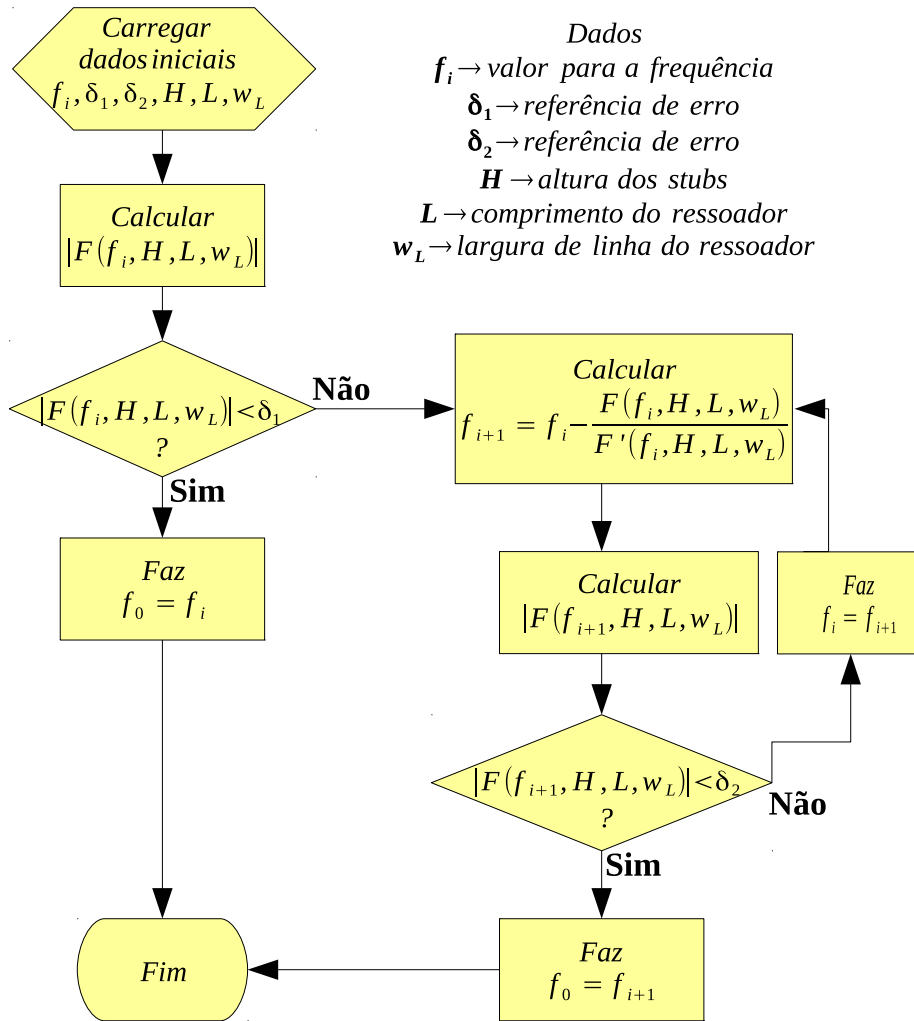 Carregar
dados iniciais
f_i, δ_1, δ_2, H, L, w_L
Dados
f_i → valor para a frequência
δ_1 → referência de erro
δ_2 → referência de erro
H → altura dos stubs
L → comprimento do ressoador
w_L → largura de linha do ressoador
Calcular
|F(f_i, H, L, w_L)|
|F(f_i, H, L, w_L)| < δ_1
?
Não
Sim
Calcular
f_{i+1} = f_i − F(f_i, H, L, w_L) / F'(f_i, H, L, w_L)
Faz
f_0 = f_i
Calcular
|F(f_{i+1}, H, L, w_L)|
Faz
f_i = f_{i+1}
|F(f_{i+1}, H, L, w_L)| < δ_2
?
Não
Sim
Faz
f_0 = f_{i+1}
Fim